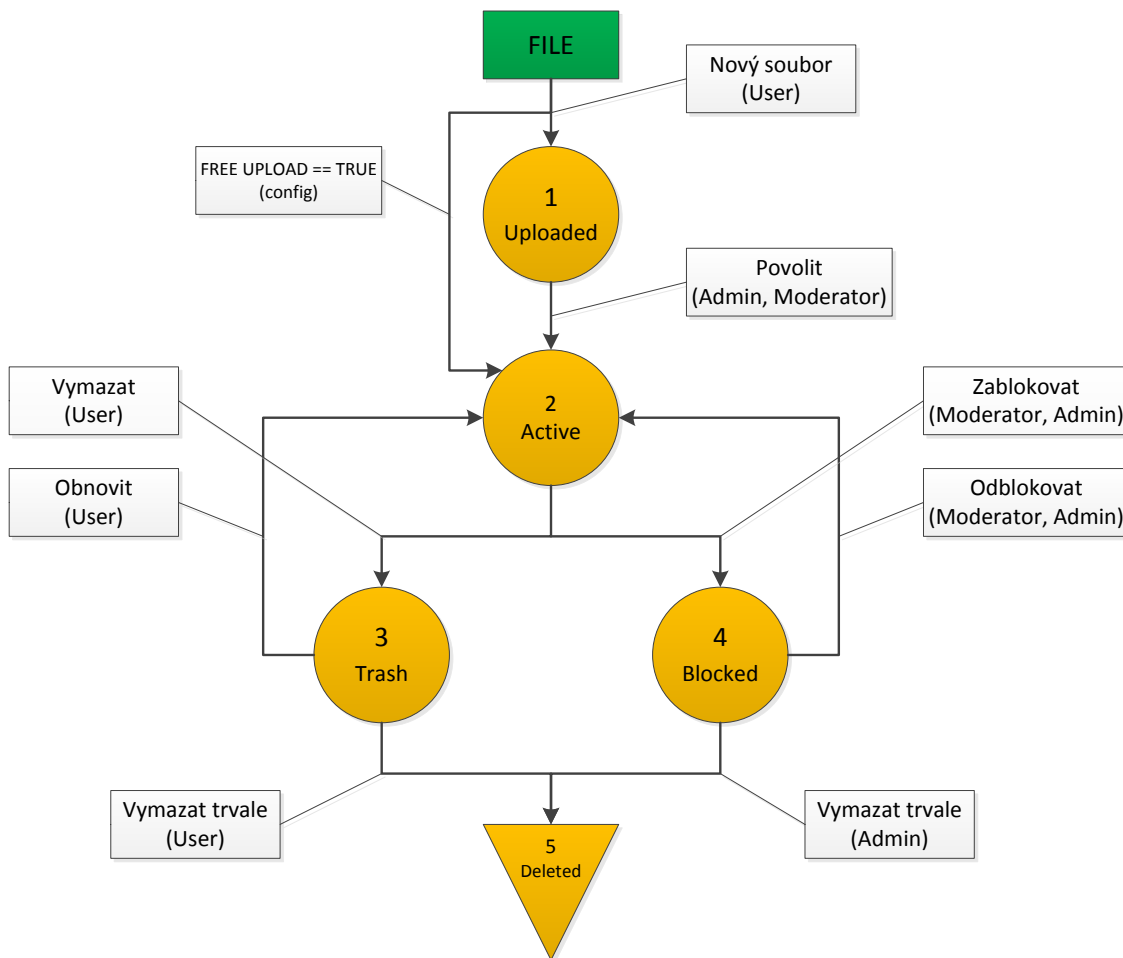 FILE
Nový soubor
(User)
FREE UPLOAD == TRUE
(config)
1
Uploaded
Povolit
(Admin, Moderator)
Vymazat
(User)
2
Active
Zablokovat
(Moderator, Admin)
Obnovit
(User)
Odblokovat
(Moderator, Admin)
3
Trash
4
Blocked
Vymazat trvale
(User)
5
Deleted
Vymazat trvale
(Admin)